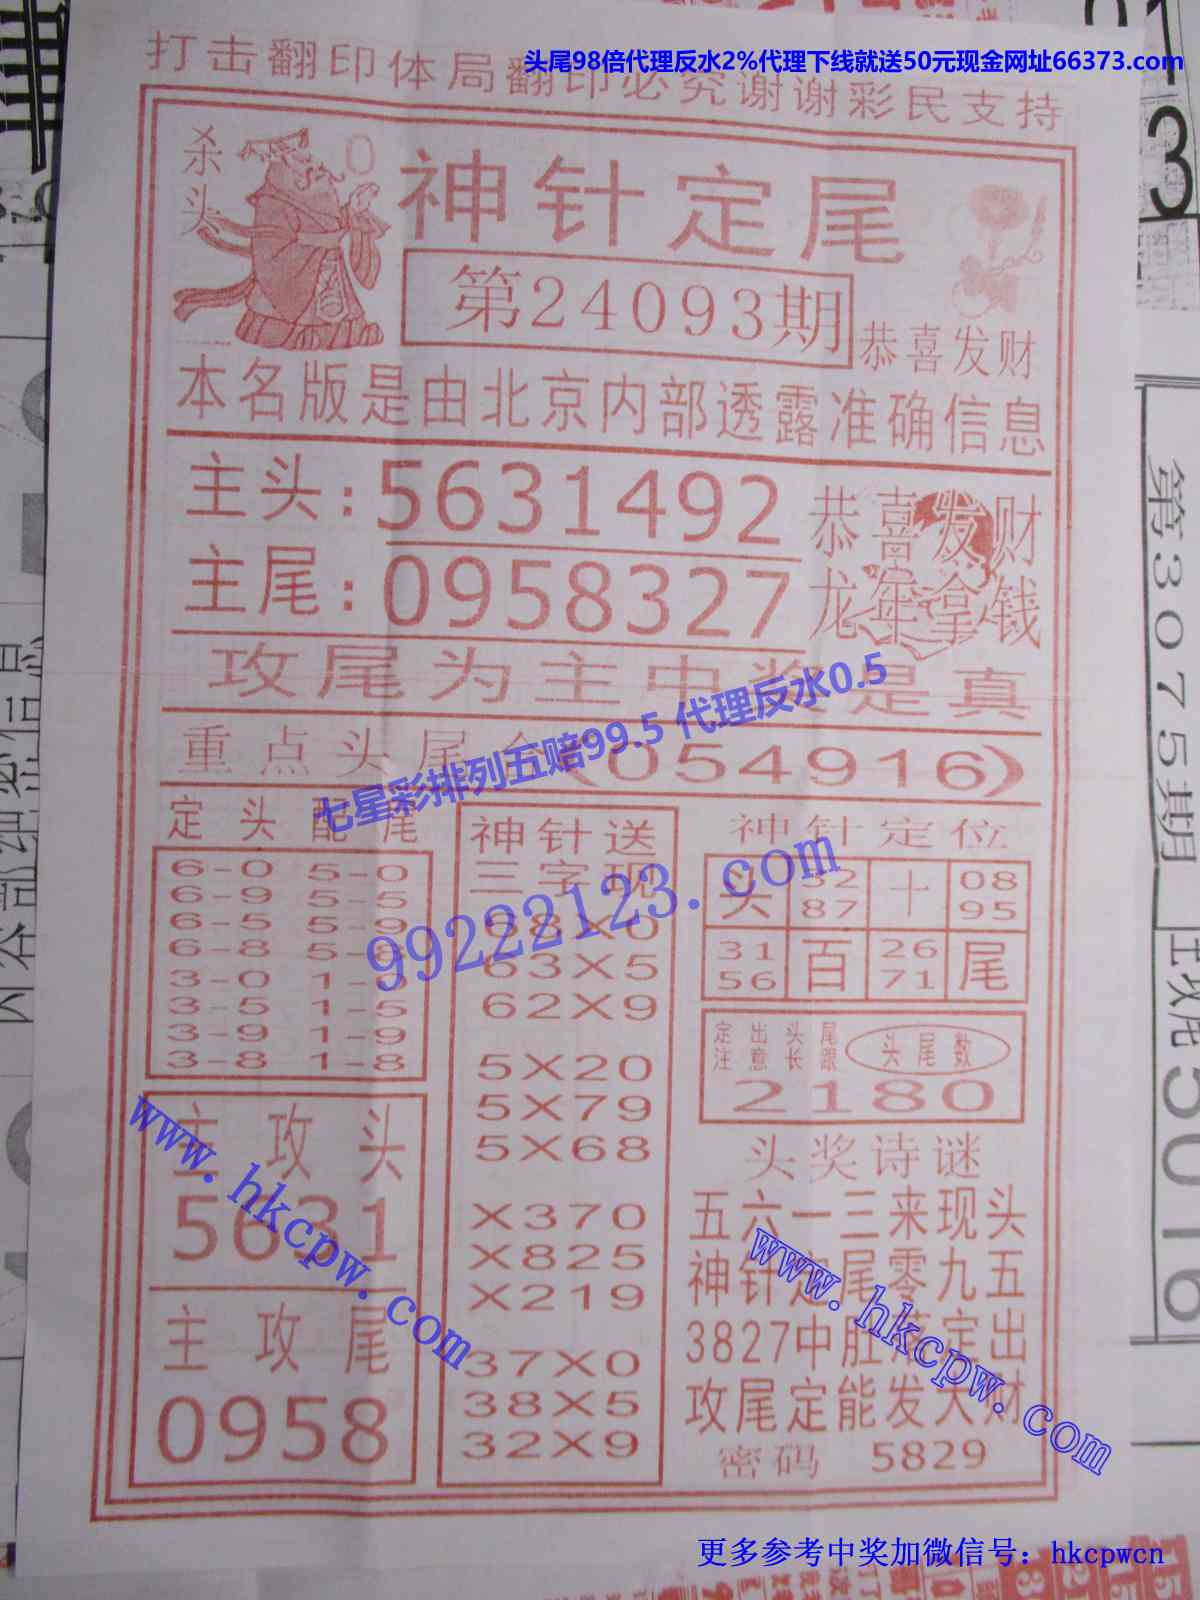 头尾98倍代理反水2%代理下线就送50元现金网址66373.com
打击翻印体局翻印必究谢谢彩民支持
杀头
0
神针定尾
第24093期
恭喜发财
本名版是由北京内部透露准确信息
主头:5631492
主尾:0958327
恭喜发财
龙年拿钱
攻尾为主中奖是真
重点头尾合(054916)
七星彩排列五赔99.5 代理反水0.5
99222123.com
定头配尾
6-0 5-0
6-9 5-5
6-5 5-9
6-8 5-8
3-0 1-0
3-5 1-5
3-9 1-9
3-8 1-8
主攻头
5631
主攻尾
0958
神针送
三字现
98X0
63X5
62X9
5X20
5X79
5X68
X370
X825
X219
37X0
38X5
32X9
神针定位
头 32 十 08
87 95
31 百 26 尾
56 71
定出头尾
注意长跟
头尾数
2180
头奖诗谜
五六一三来现头
神针定尾零九五
3827中肚落定出
攻尾定能发大财
密码 5829
www.hkcpw.com
www.hkcpw.com
更多参考中奖加微信号：hkcpwcn
第3075期
主攻尾
5016